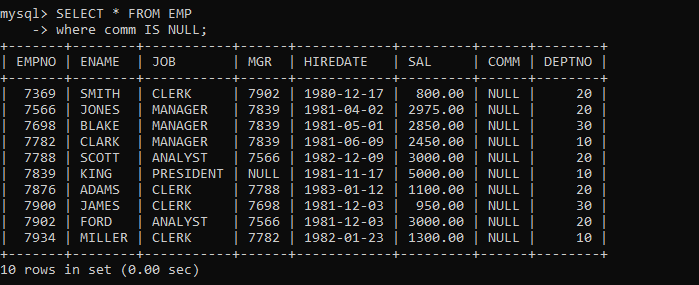 mysql> SELECT * FROM EMP
    -> where comm IS NULL;
+-------+--------+-----------+------+------------+---------+------+--------+
| EMPNO | ENAME  | JOB       | MGR  | HIREDATE   | SAL     | COMM | DEPTNO |
+-------+--------+-----------+------+------------+---------+------+--------+
|  7369 | SMITH  | CLERK     | 7902 | 1980-12-17 |  800.00 | NULL |     20 |
|  7566 | JONES  | MANAGER   | 7839 | 1981-04-02 | 2975.00 | NULL |     20 |
|  7698 | BLAKE  | MANAGER   | 7839 | 1981-05-01 | 2850.00 | NULL |     30 |
|  7782 | CLARK  | MANAGER   | 7839 | 1981-06-09 | 2450.00 | NULL |     10 |
|  7788 | SCOTT  | ANALYST   | 7566 | 1982-12-09 | 3000.00 | NULL |     20 |
|  7839 | KING   | PRESIDENT | NULL | 1981-11-17 | 5000.00 | NULL |     10 |
|  7876 | ADAMS  | CLERK     | 7788 | 1983-01-12 | 1100.00 | NULL |     20 |
|  7900 | JAMES  | CLERK     | 7698 | 1981-12-03 |  950.00 | NULL |     30 |
|  7902 | FORD   | ANALYST   | 7566 | 1981-12-03 | 3000.00 | NULL |     20 |
|  7934 | MILLER | CLERK     | 7782 | 1982-01-23 | 1300.00 | NULL |     10 |
+-------+--------+-----------+------+------------+---------+------+--------+
10 rows in set (0.00 sec)